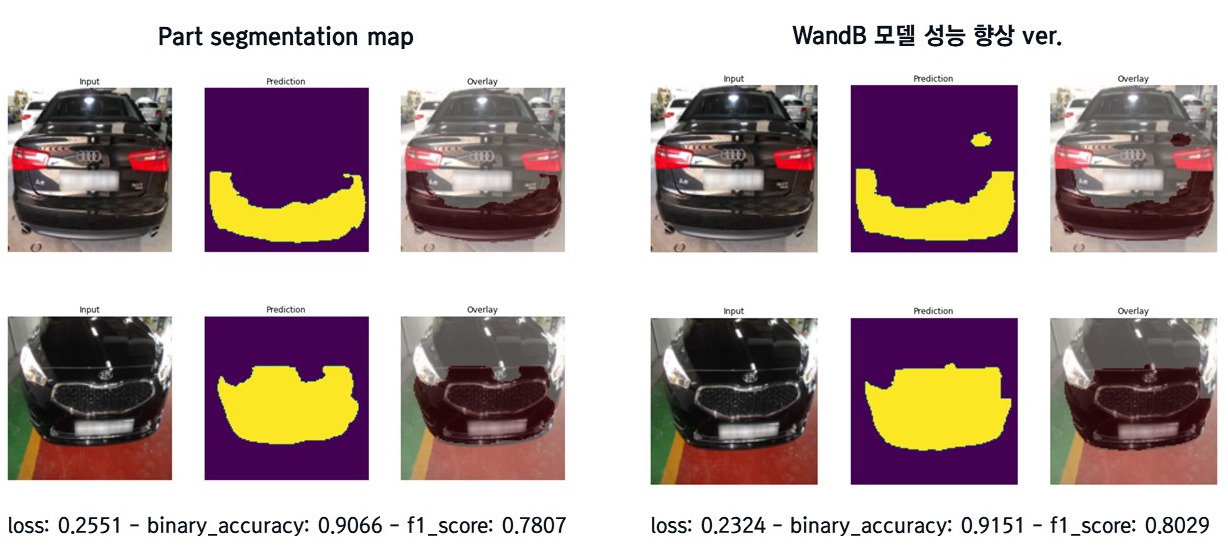 Part segmentation map
WandB 모델 성능 향상 ver.
Input
Prediction
Overlay
Input
Prediction
Overlay
Input
Prediction
Overlay
Input
Prediction
Overlay
loss: 0.2551 - binary_accuracy: 0.9066 - f1_score: 0.7807
loss: 0.2324 - binary_accuracy: 0.9151 - f1_score: 0.8029